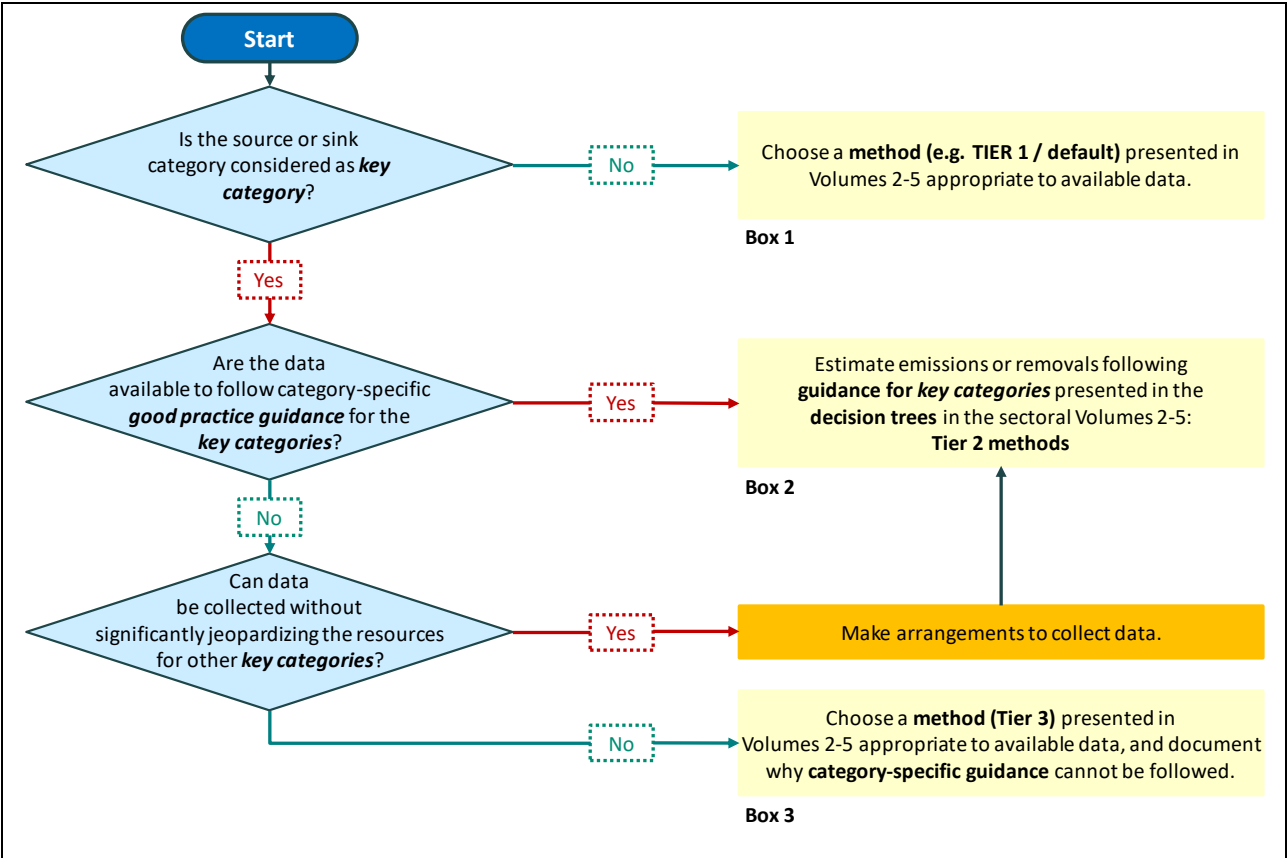 Start
Is the source or sink
category considered as key
category?
No
Choose a method (e.g. TIER 1 / default) presented in
Volumes 2-5 appropriate to available data.
Box 1
Yes
Are the data
available to follow category-specific
good practice guidance for the
key categories?
Yes
Estimate emissions or removals following
guidance for key categories presented in the
decision trees in the sectoral Volumes 2-5:
Tier 2 methods
Box 2
No
Can data
be collected without
significantly jeopardizing the resources
for other key categories?
Yes
Make arrangements to collect data.
No
Choose a method (Tier 3) presented in
Volumes 2-5 appropriate to available data, and document
why category-specific guidance cannot be followed.
Box 3